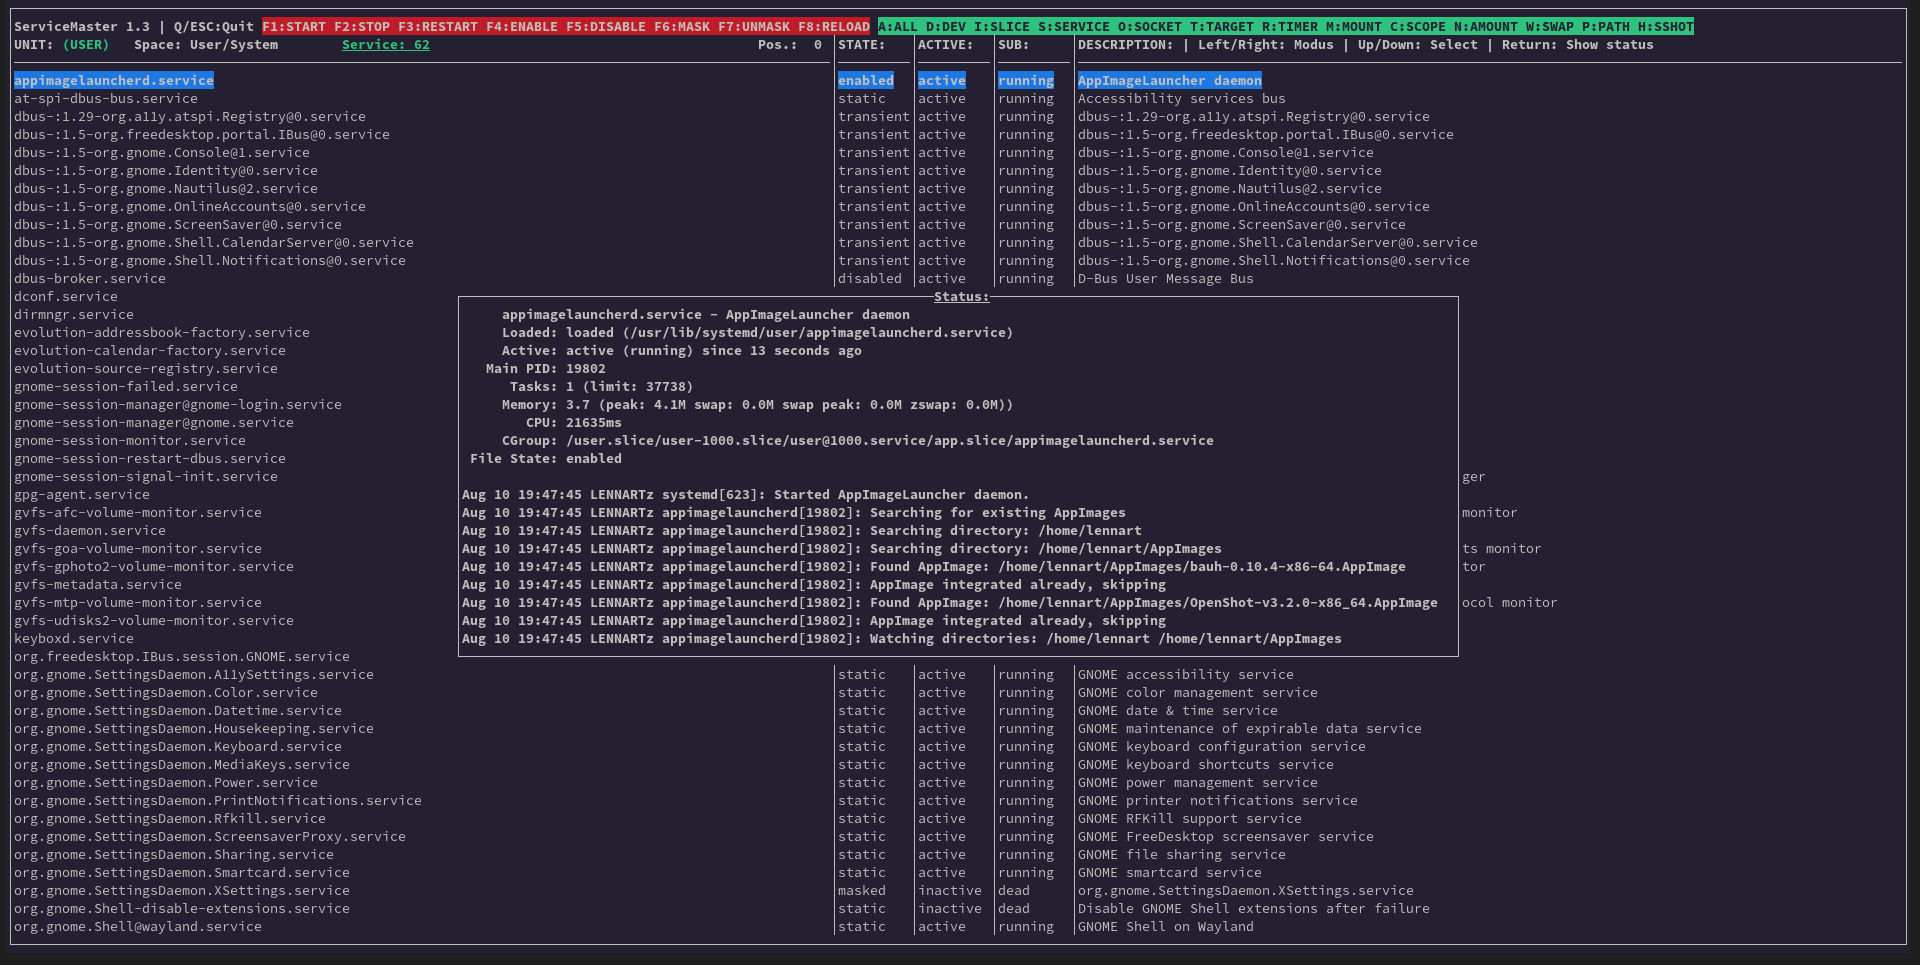 ServiceMaster 1.3 | Q/ESC:Quit F1:START F2:STOP F3:RESTART F4:ENABLE F5:DISABLE F6:MASK F7:UNMASK F8:RELOAD A:ALL D:DEV I:SLICE S:SERVICE O:SOCKET T:TARGET R:TIMER M:MOUNT C:SCOPE N:AMOUNT W:SWAP P:PATH H:SSHOT
UNIT: (USER) Space: User/System Service: 62 Pos.: 0 STATE: ACTIVE: SUB: DESCRIPTION: | Left/Right: Modus | Up/Down: Select | Return: Show status
appimagelauncherd.service enabled active running AppImageLauncher daemon
at-spi-dbus-bus.service static active running Accessibility services bus
dbus-:1.29-org.a11y.atspi.Registry@0.service transient active running dbus-:1.29-org.a11y.atspi.Registry@0.service
dbus-:1.5-org.freedesktop.portal.IBus@0.service transient active running dbus-:1.5-org.freedesktop.portal.IBus@0.service
dbus-:1.5-org.gnome.Console@1.service transient active running dbus-:1.5-org.gnome.Console@1.service
dbus-:1.5-org.gnome.Identity@0.service transient active running dbus-:1.5-org.gnome.Identity@0.service
dbus-:1.5-org.gnome.Nautilus@2.service transient active running dbus-:1.5-org.gnome.Nautilus@2.service
dbus-:1.5-org.gnome.OnlineAccounts@0.service transient active running dbus-:1.5-org.gnome.OnlineAccounts@0.service
dbus-:1.5-org.gnome.ScreenSaver@0.service transient active running dbus-:1.5-org.gnome.ScreenSaver@0.service
dbus-:1.5-org.gnome.Shell.CalendarServer@0.service transient active running dbus-:1.5-org.gnome.Shell.CalendarServer@0.service
dbus-:1.5-org.gnome.Shell.Notifications@0.service transient active running dbus-:1.5-org.gnome.Shell.Notifications@0.service
dbus-broker.service disabled active running D-Bus User Message Bus
dconf.service Status:
dirmngr.service appimagelauncherd.service - AppImageLauncher daemon
evolution-addressbook-factory.service Loaded: loaded (/usr/lib/systemd/user/appimagelauncherd.service)
evolution-calendar-factory.service Active: active (running) since 13 seconds ago
evolution-source-registry.service Main PID: 19802
gnome-session-failed.service Tasks: 1 (limit: 37738)
gnome-session-manager@gnome-login.service Memory: 3.7 (peak: 4.1M swap: 0.0M swap peak: 0.0M zswap: 0.0M))
gnome-session-manager@gnome.service CPU: 21635ms
gnome-session-monitor.service CGroup: /user.slice/user-1000.slice/user@1000.service/app.slice/appimagelauncherd.service
gnome-session-restart-dbus.service File State: enabled
gnome-session-signal-init.service ger
gpg-agent.service Aug 10 19:47:45 LENNARTz systemd[623]: Started AppImageLauncher daemon.
gvfs-afc-volume-monitor.service Aug 10 19:47:45 LENNARTz appimagelauncherd[19802]: Searching for existing AppImages monitor
gvfs-daemon.service Aug 10 19:47:45 LENNARTz appimagelauncherd[19802]: Searching directory: /home/lennart
gvfs-goa-volume-monitor.service Aug 10 19:47:45 LENNARTz appimagelauncherd[19802]: Searching directory: /home/lennart/AppImages ts monitor
gvfs-gphoto2-volume-monitor.service Aug 10 19:47:45 LENNARTz appimagelauncherd[19802]: Found AppImage: /home/lennart/AppImages/bauh-0.10.4-x86-64.AppImage tor
gvfs-metadata.service Aug 10 19:47:45 LENNARTz appimagelauncherd[19802]: AppImage integrated already, skipping
gvfs-mtp-volume-monitor.service Aug 10 19:47:45 LENNARTz appimagelauncherd[19802]: Found AppImage: /home/lennart/AppImages/OpenShot-v3.2.0-x86_64.AppImage ocol monitor
gvfs-udisks2-volume-monitor.service Aug 10 19:47:45 LENNARTz appimagelauncherd[19802]: AppImage integrated already, skipping
keyboxd.service Aug 10 19:47:45 LENNARTz appimagelauncherd[19802]: Watching directories: /home/lennart /home/lennart/AppImages
org.freedesktop.IBus.session.GNOME.service
org.gnome.SettingsDaemon.A11ySettings.service static active running GNOME accessibility service
org.gnome.SettingsDaemon.Color.service static active running GNOME color management service
org.gnome.SettingsDaemon.Datetime.service static active running GNOME date & time service
org.gnome.SettingsDaemon.Housekeeping.service static active running GNOME maintenance of expirable data service
org.gnome.SettingsDaemon.Keyboard.service static active running GNOME keyboard configuration service
org.gnome.SettingsDaemon.MediaKeys.service static active running GNOME keyboard shortcuts service
org.gnome.SettingsDaemon.Power.service static active running GNOME power management service
org.gnome.SettingsDaemon.PrintNotifications.service static active running GNOME printer notifications service
org.gnome.SettingsDaemon.Rfkill.service static active running GNOME RFKill support service
org.gnome.SettingsDaemon.ScreensaverProxy.service static active running GNOME FreeDesktop screensaver service
org.gnome.SettingsDaemon.Sharing.service static active running GNOME file sharing service
org.gnome.SettingsDaemon.Smartcard.service static active running GNOME smartcard service
org.gnome.SettingsDaemon.XSettings.service masked inactive dead org.gnome.SettingsDaemon.XSettings.service
org.gnome.Shell-disable-extensions.service static inactive dead Disable GNOME Shell extensions after failure
org.gnome.Shell@wayland.service static active running GNOME Shell on Wayland